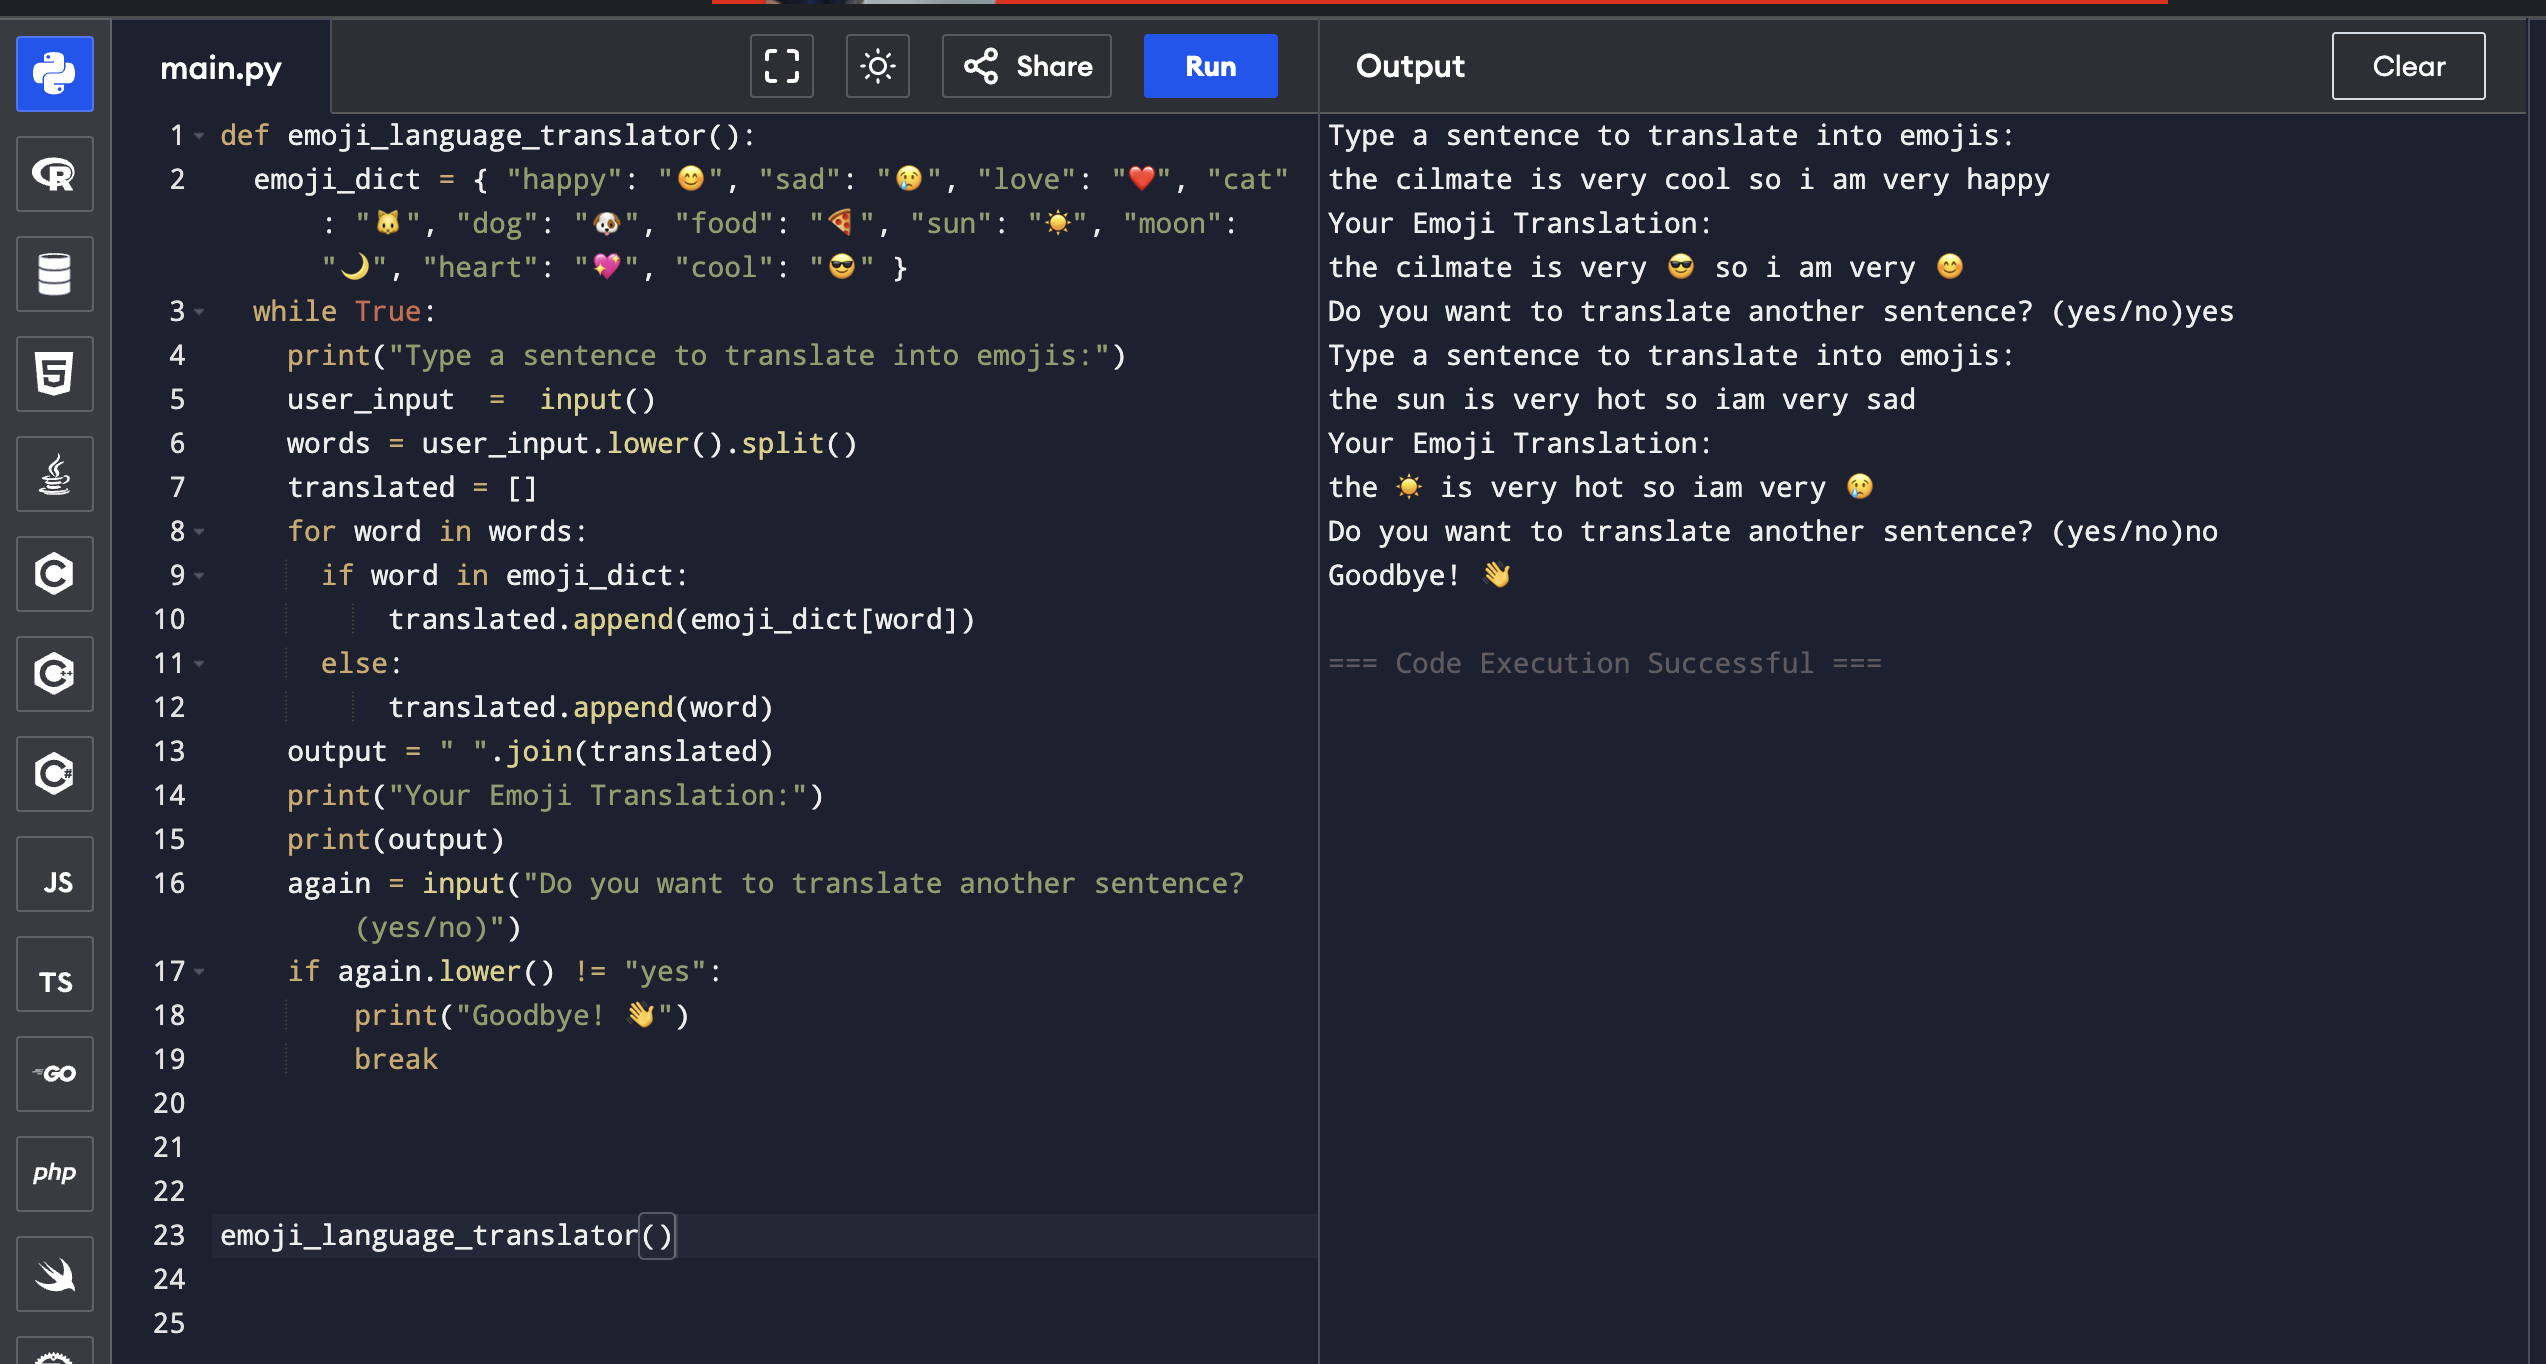 main.py
Share
Run
Output
Clear
1 def emoji_language_translator():
2 emoji_dict = { "happy": "😊", "sad": "😢", "love": "❤️", "cat"
: "🐱", "dog": "🐶", "food": "🍕", "sun": "☀️", "moon":
"🌙", "heart": "💖", "cool": "😎" }
3 while True:
4 print("Type a sentence to translate into emojis:")
5 user_input  =  input()
6 words = user_input.lower().split()
7 translated = []
8 for word in words:
9 if word in emoji_dict:
10 translated.append(emoji_dict[word])
11 else:
12 translated.append(word)
13 output = " ".join(translated)
14 print("Your Emoji Translation:")
15 print(output)
16 again = input("Do you want to translate another sentence?
(yes/no)")
17 if again.lower() != "yes":
18 print("Goodbye! 👋")
19 break
20
21
22
23 emoji_language_translator()
24
25
Type a sentence to translate into emojis:
the cilmate is very cool so i am very happy
Your Emoji Translation:
the cilmate is very 😎 so i am very 😊
Do you want to translate another sentence? (yes/no)yes
Type a sentence to translate into emojis:
the sun is very hot so iam very sad
Your Emoji Translation:
the ☀️ is very hot so iam very 😢
Do you want to translate another sentence? (yes/no)no
Goodbye! 👋
=== Code Execution Successful ===
R
5
C
C++
C#
JS
TS
GO
php